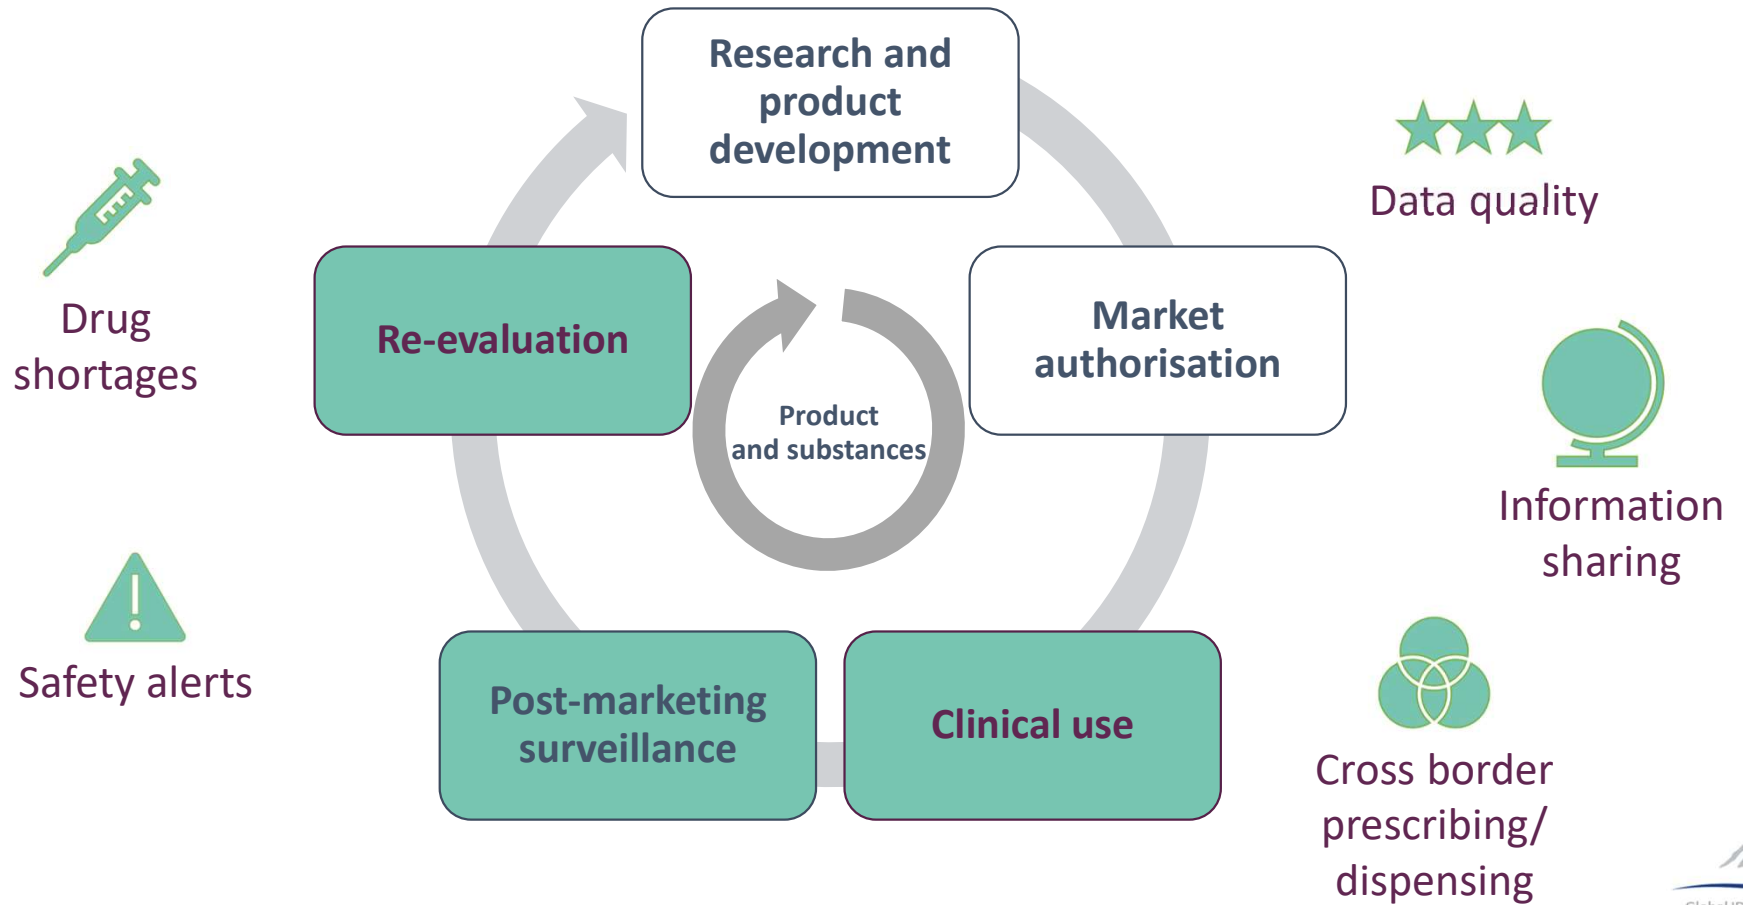 Research and
product
development
Data quality
Drug
shortages
Re-evaluation
Market
authorisation
Product
and substances
Information
sharing
Safety alerts
Post-marketing
surveillance
Clinical use
Cross border
prescribing/
dispensing